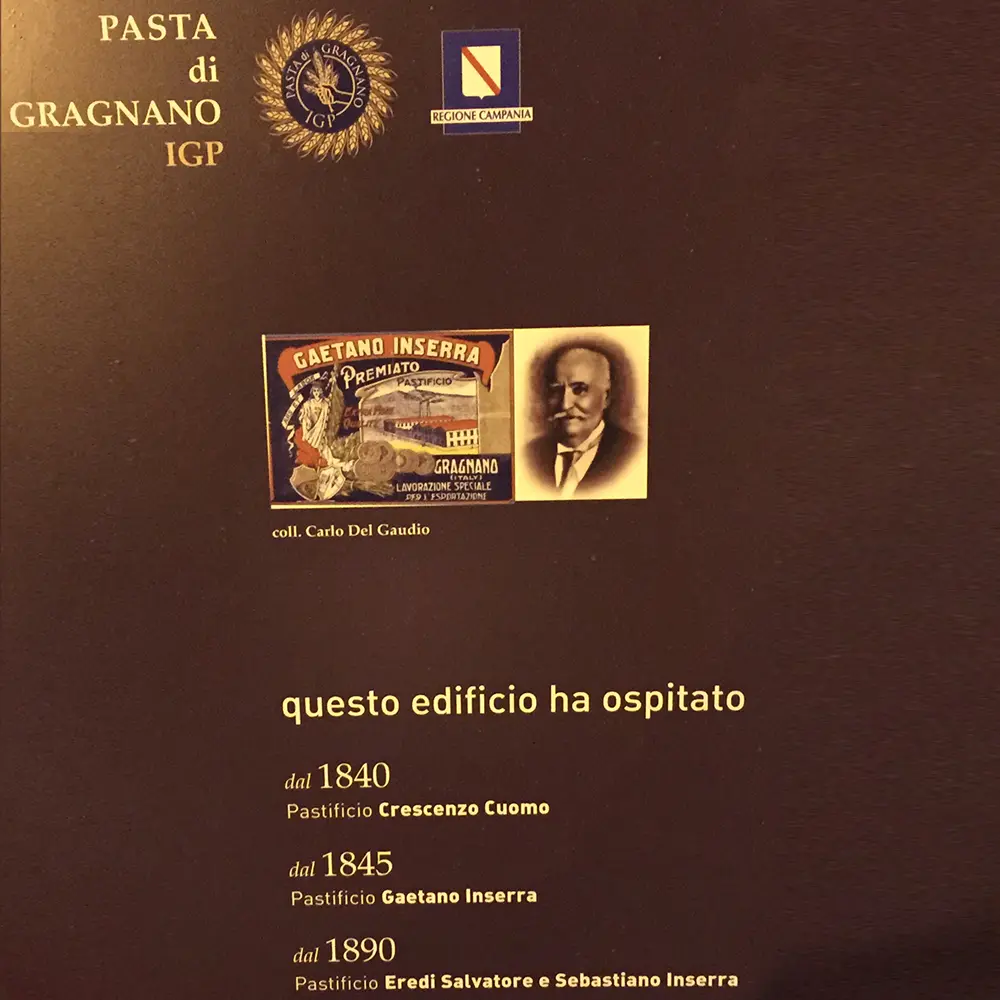 PASTA
di
GRAGNANO
IGP
PASTA di GRAGNANO
IGP
REGIONE CAMPANIA
GAETANO INSERRA
PREMIATO
PASTIFICIO
GRAGNANO
(ITALY)
LAVORAZIONE SPECIALE
PER L'ESPORTAZIONE
coll. Carlo Del Gaudio
questo edificio ha ospitato
dal 1840
Pastificio Crescenzo Cuomo
dal 1845
Pastificio Gaetano Inserra
dal 1890
Pastificio Eredi Salvatore e Sebastiano Inserra